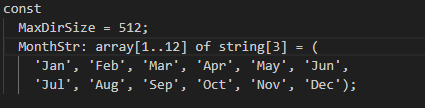 const
  MaxDirSize = 512;
  MonthStr: array[1..12] of string[3] = (
    'Jan', 'Feb', 'Mar', 'Apr', 'May', 'Jun',
    'Jul', 'Aug', 'Sep', 'Oct', 'Nov', 'Dec');